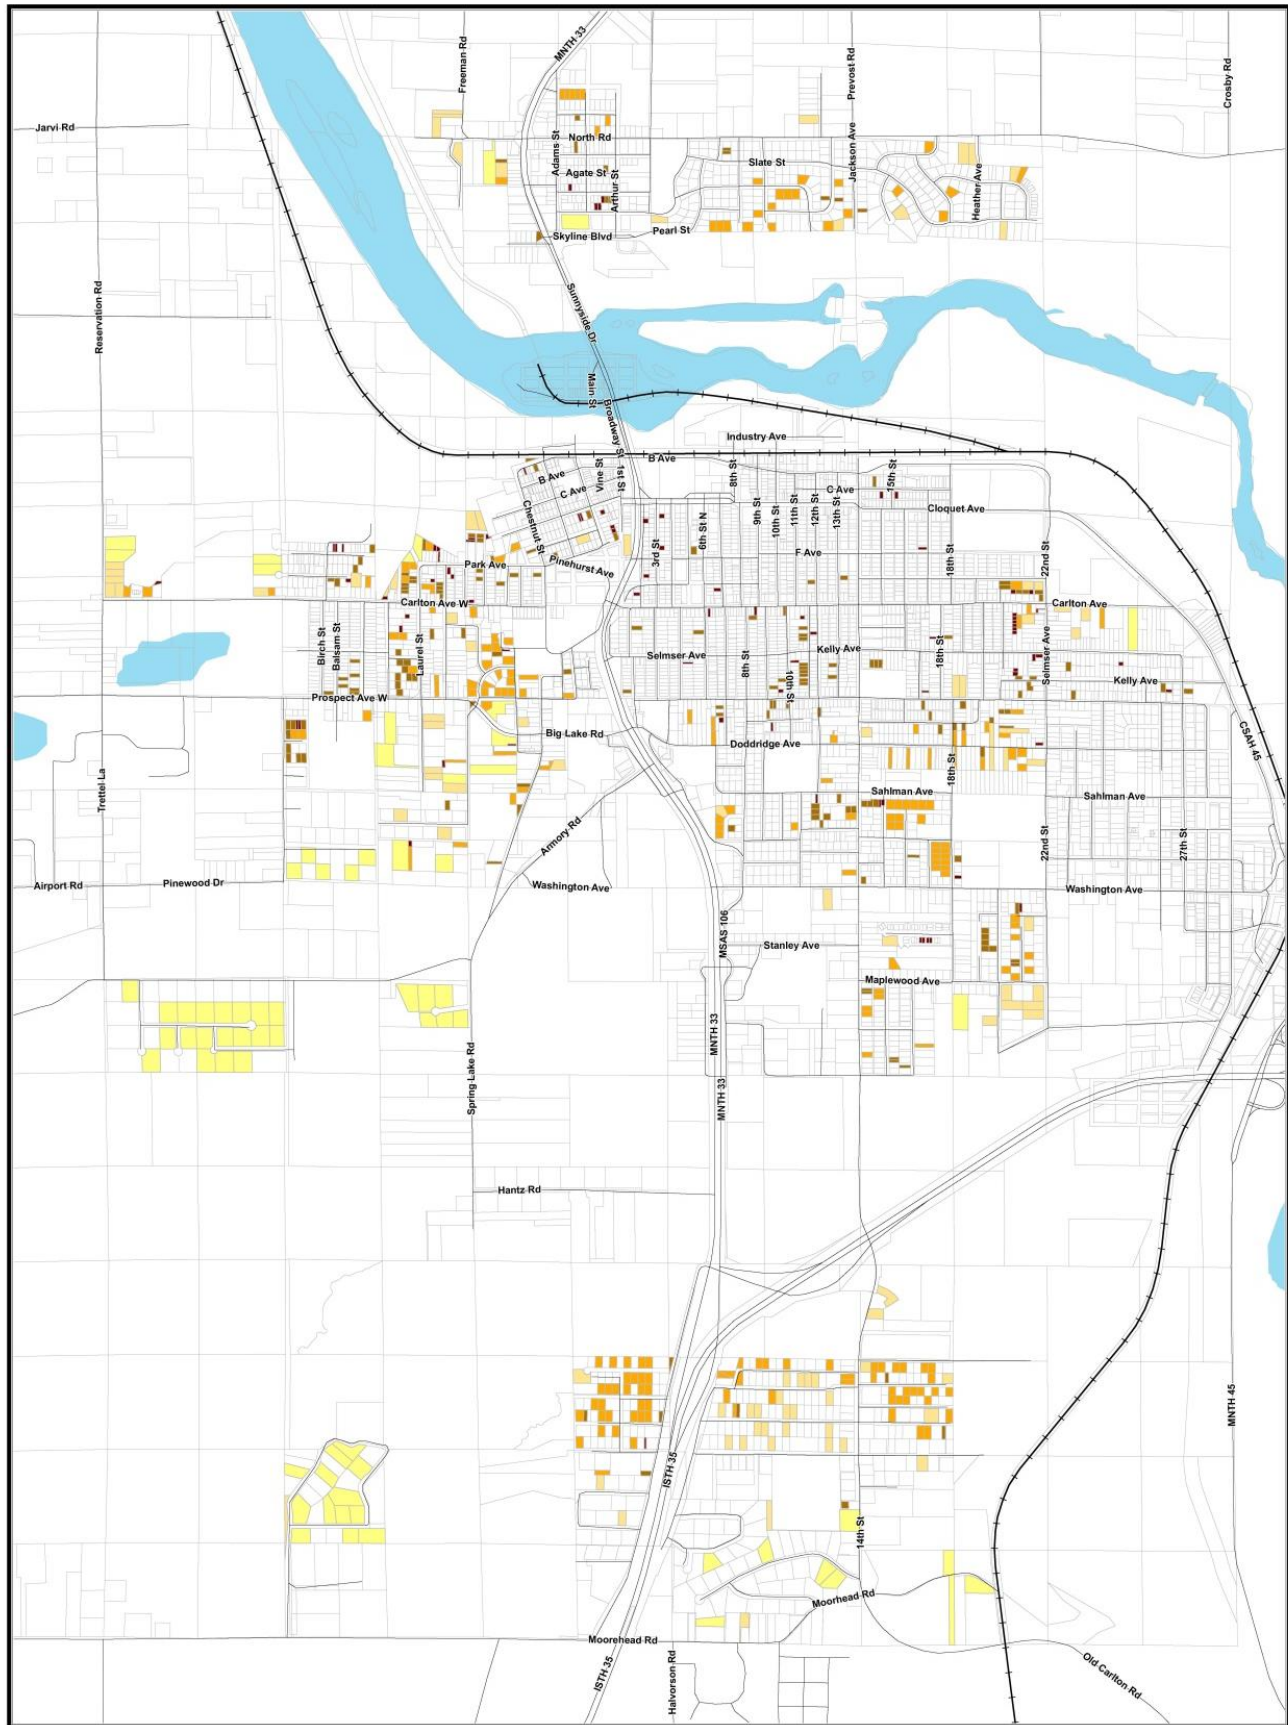 MNTH 33
Freeman Rd
Prevost Rd
Crosby Rd
Jarvi Rd
North Rd
Adams St
Agate St
Arthur St
Slate St
Jackson Ave
Heather Ave
Skyline Blvd
Pearl St
Reservation Rd
Sunnyside Dr
Main St
Broadway St
Industry Ave
B Ave
8th St
15th St
B Ave
C Ave
Vine St
1st St
Chestnut St
Pinehurst Ave
Park Ave
3rd St
6th St N
9th St
10th St
11th St
12th St
13th St
C Ave
Cloquet Ave
F Ave
18th St
22nd St
Carlton Ave W
Carlton Ave
Birch St
Balsam St
Laurel St
Selmser Ave
8th St
10th St
Kelly Ave
18th St
Selmser Ave
Kelly Ave
Prospect Ave W
Big Lake Rd
Doddridge Ave
18th St
CSAH 45
Trettel La
Sahlman Ave
Sahlman Ave
Armory Rd
22nd St
27th St
Airport Rd
Pinewood Dr
Washington Ave
Washington Ave
MSAS 106
Stanley Ave
Maplewood Ave
Spring Lake Rd
MNTH 33
MNTH 33
Hantz Rd
MNTH 45
ISTH 35
14th St
Moorhead Rd
Moorehead Rd
ISTH 35
Halvorson Rd
Old Carlton Rd